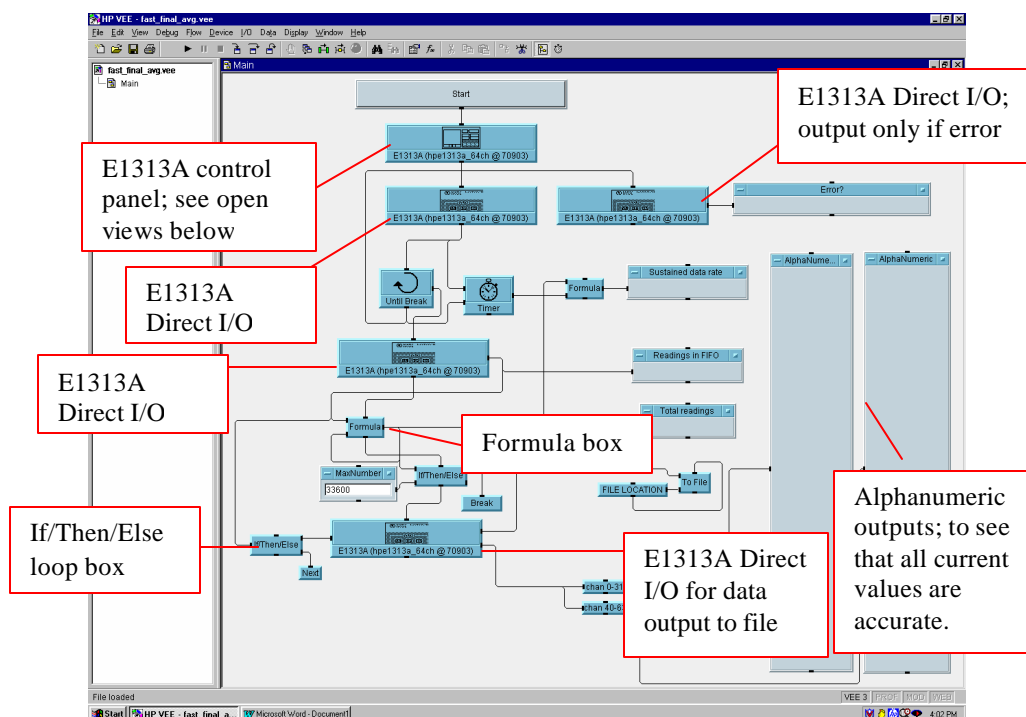 HP VEE - fast_final_avg.vee
File Edit View Debug Flow Device I/O Data Display Window Help
fast_final_avg.vee
Main
Main
Start
E1313A (hpe1313a_64ch @ 70903)
E1313A (hpe1313a_64ch @ 70903)
E1313A (hpe1313a_64ch @ 70903)
Error?
E1313A Direct I/O;
output only if error
E1313A control
panel; see open
views below
E1313A
Direct I/O
Until Break
Timer
Formula
Sustained data rate
AlphaNume...
AlphaNumeric
E1313A (hpe1313a_64ch @ 70903)
Readings in FIFO
E1313A
Direct I/O
Formula
Formula box
Total readings
MaxNumber
33600
If/Then/Else
Break
FILE LOCATION
To File
If/Then/Else
loop box
If/Then/Else
Next
E1313A (hpe1313a_64ch @ 70903)
chan 0-31
chan 40-6
E1313A Direct
I/O for data
output to file
Alphanumeric
outputs; to see
that all current
values are
accurate.
File loaded
VEE 3 PROF MOD WEB
Start HP VEE - fast_final_a... Microsoft Word - Document1 4:02 PM